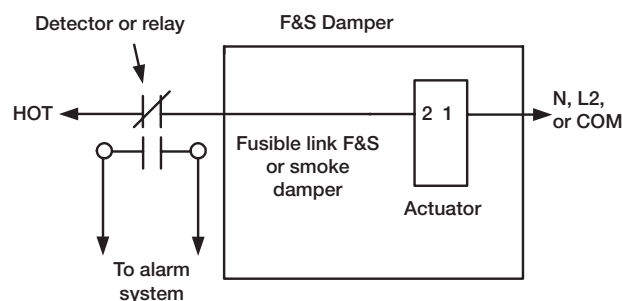 Detector or relay
F&S Damper
HOT
2 1
N, L2,
or COM
Fusible link F&S
or smoke
damper
Actuator
To alarm
system